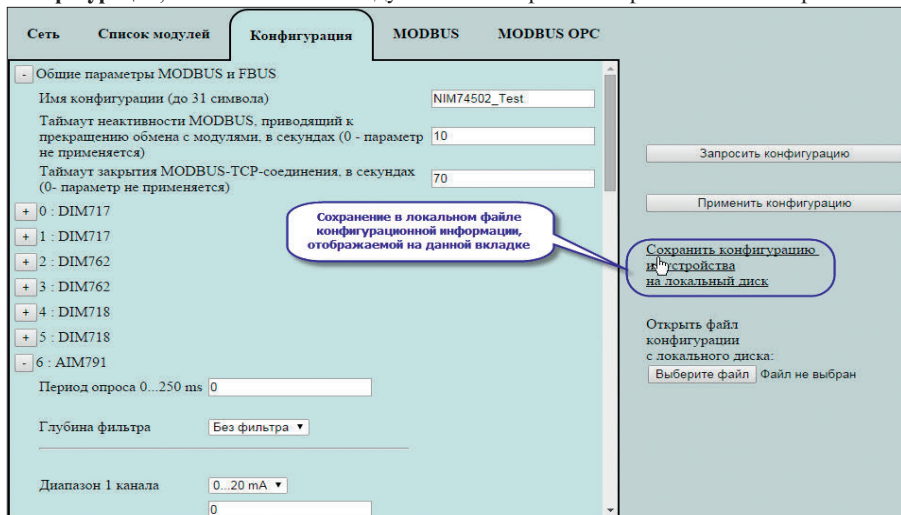 Сеть Список модулей Конфигурация MODBUS MODBUS OPC
- Общие параметры MODBUS и FBUS
Имя конфигурации (до 31 символа) NIM74502_Test
Таймаут неактивности MODBUS, приводящий к
прекращению обмена с модулями, в секундах (0 - параметр 10
не применяется)
Таймаут закрытия MODBUS-TCP-соединения, в секундах 70
(0- параметр не применяется)
+ 0 : DIM717
+ 1 : DIM717
+ 2 : DIM762
+ 3 : DIM762
+ 4 : DIM718
+ 5 : DIM718
- 6 : AIM791
Период опроса 0...250 ms 0
Глубина фильтра Без фильтра
Диапазон 1 канала 0...20 mA
0
Сохранение в локальном файле
конфигурационной информации,
отображаемой на данной вкладке
Запросить конфигурацию
Применить конфигурацию
Сохранить конфигурацию
устройства
на локальный диск
Открыть файл
конфигурации
с локального диска:
Выберите файл Файл не выбран